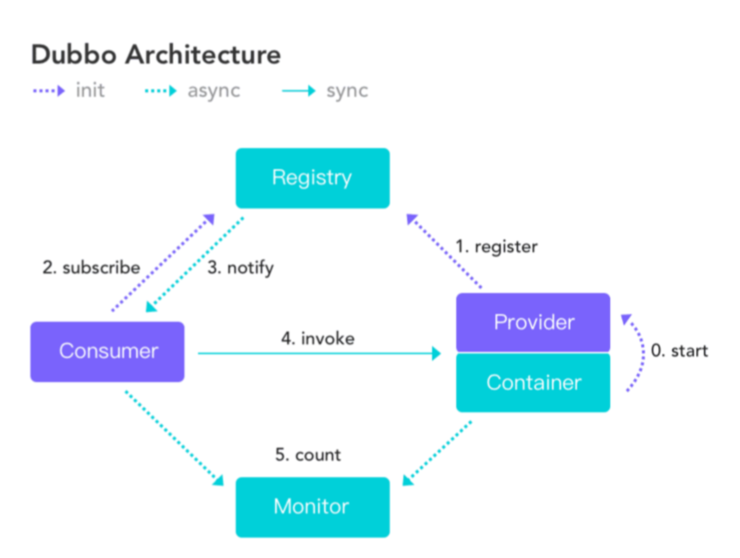 Dubbo Architecture
init async sync
Registry
1. register
2. subscribe 3. notify
Provider
4. invoke
Consumer
0. start
Container
5. count
Monitor